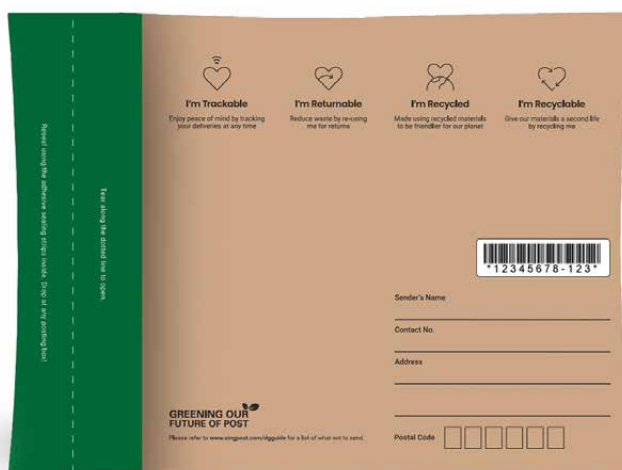 Reseal using the adhesive sealing strips inside. Drop at any posting box!
Tear along the dotted line to open.
I'm Trackable
Enjoy peace of mind by tracking
your deliveries at any time
I'm Returnable
Reduce waste by re-using
me for returns
I'm Recycled
Made using recycled materials
to be friendlier for our planet
I'm Recyclable
Give our materials a second life
by recycling me
*12345678-123*
Sender's Name
Contact No.
Address
Postal Code
GREENING OUR
FUTURE OF POST
Please refer to www.singpost.com/dgguide for a list of what not to send.